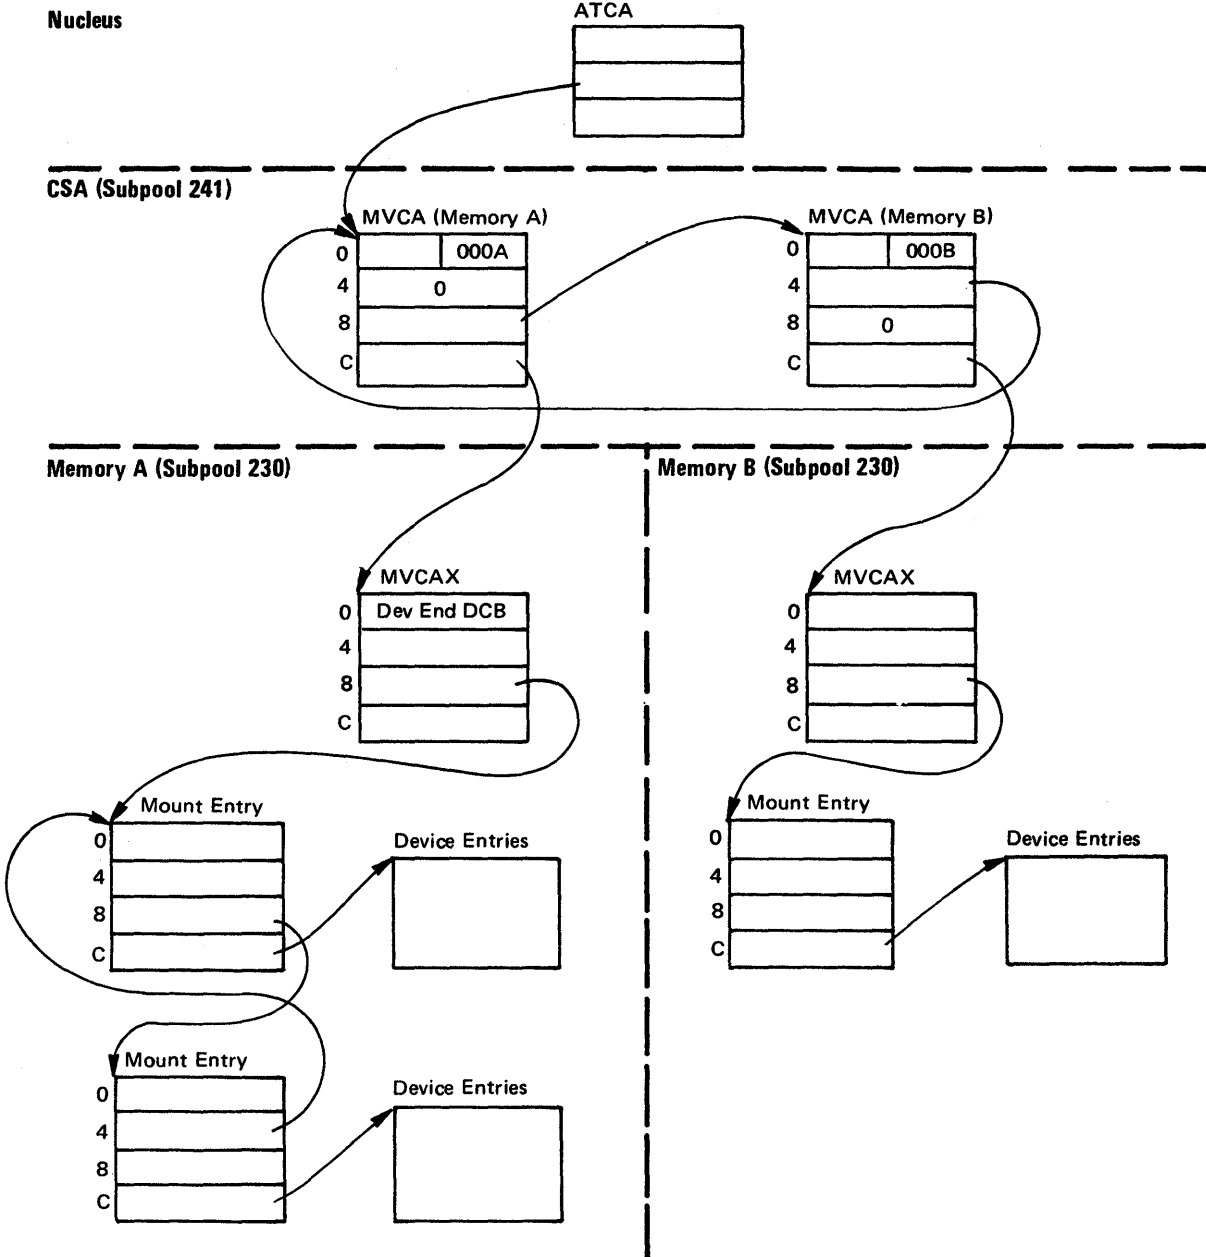 Nucleus
ATCA
CSA (Subpool 241)
MVCA (Memory A)
0 000A
4 0
8
C
MVCA (Memory B)
0 000B
4
8 0
C
Memory A (Subpool 230)
Memory B (Subpool 230)
MVCAX
0 Dev End DCB
4
8
C
MVCAX
0
4
8
C
Mount Entry
0
4
8
C
Device Entries
Mount Entry
0
4
8
C
Device Entries
Mount Entry
0
4
8
C
Device Entries